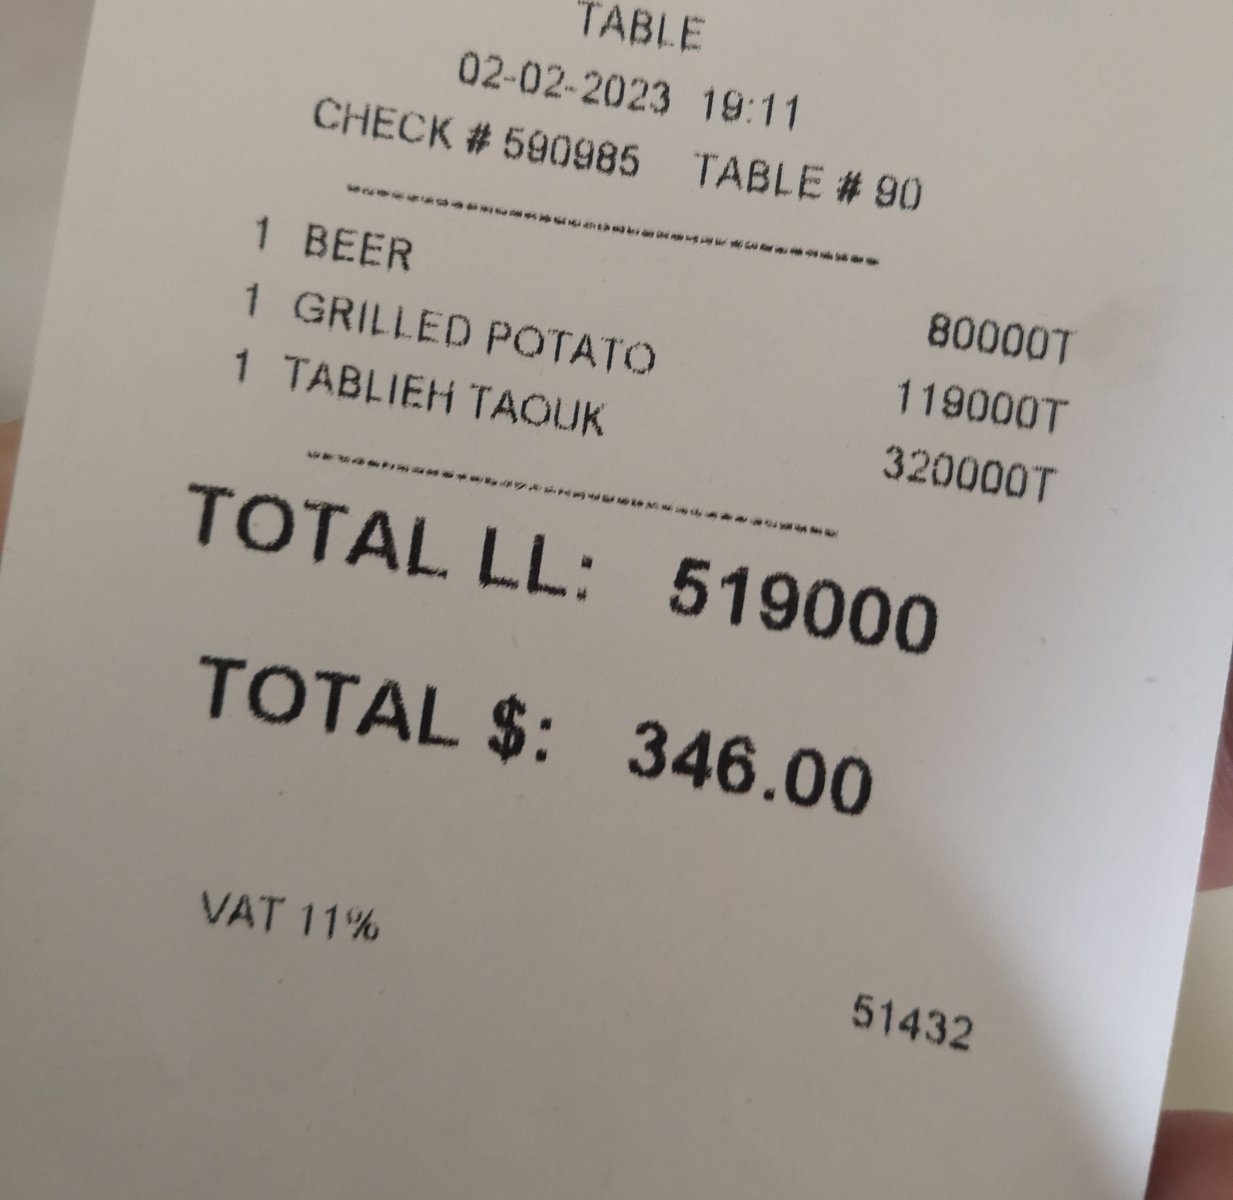 TABLE
02-02-2023 19:11
CHECK # 590985 TABLE # 90
1 BEER 80000T
1 GRILLED POTATO 119000T
1 TABLIEH TAOUK 320000T
TOTAL LL: 519000
TOTAL $: 346.00
VAT 11% 51432